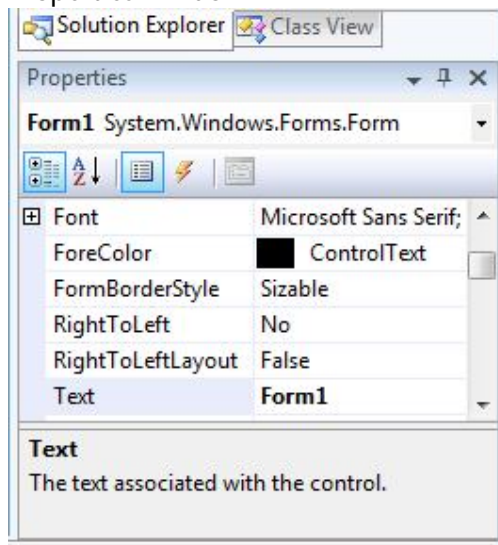 Solution Explorer Class View
Properties
Form1 System.Windows.Forms.Form
A Z
Font Microsoft Sans Serif;
ForeColor ControlText
FormBorderStyle Sizable
RightToLeft No
RightToLeftLayout False
Text Form1
Text
The text associated with the control.